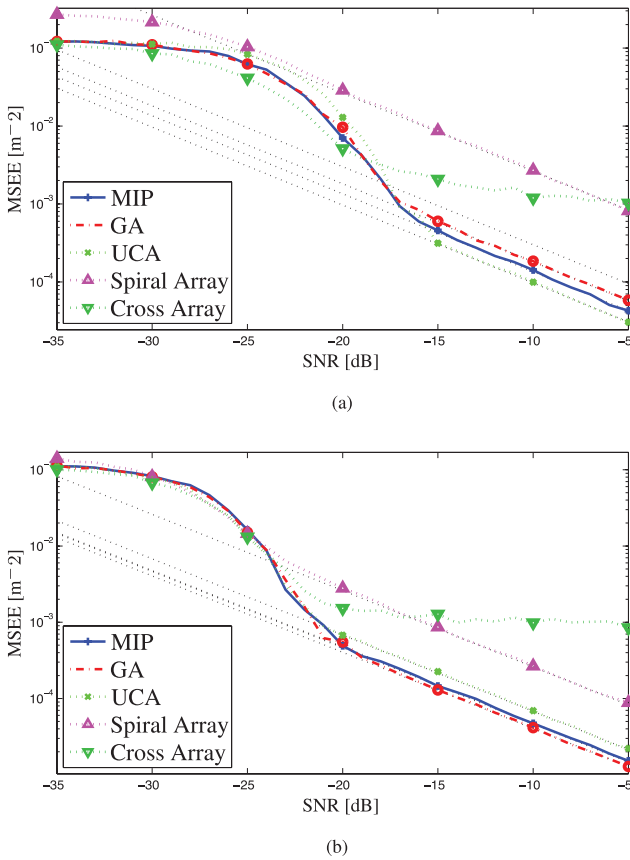 10⁻¹
10⁻²
10⁻³
10⁻⁴
MSEE [m−2]
MIP
GA
UCA
Spiral Array
Cross Array
−35 −30 −25 −20 −15 −10 −5
SNR [dB]
(a)
10⁻¹
10⁻²
10⁻³
10⁻⁴
MSEE [m−2]
MIP
GA
UCA
Spiral Array
Cross Array
−35 −30 −25 −20 −15 −10 −5
SNR [dB]
(b)